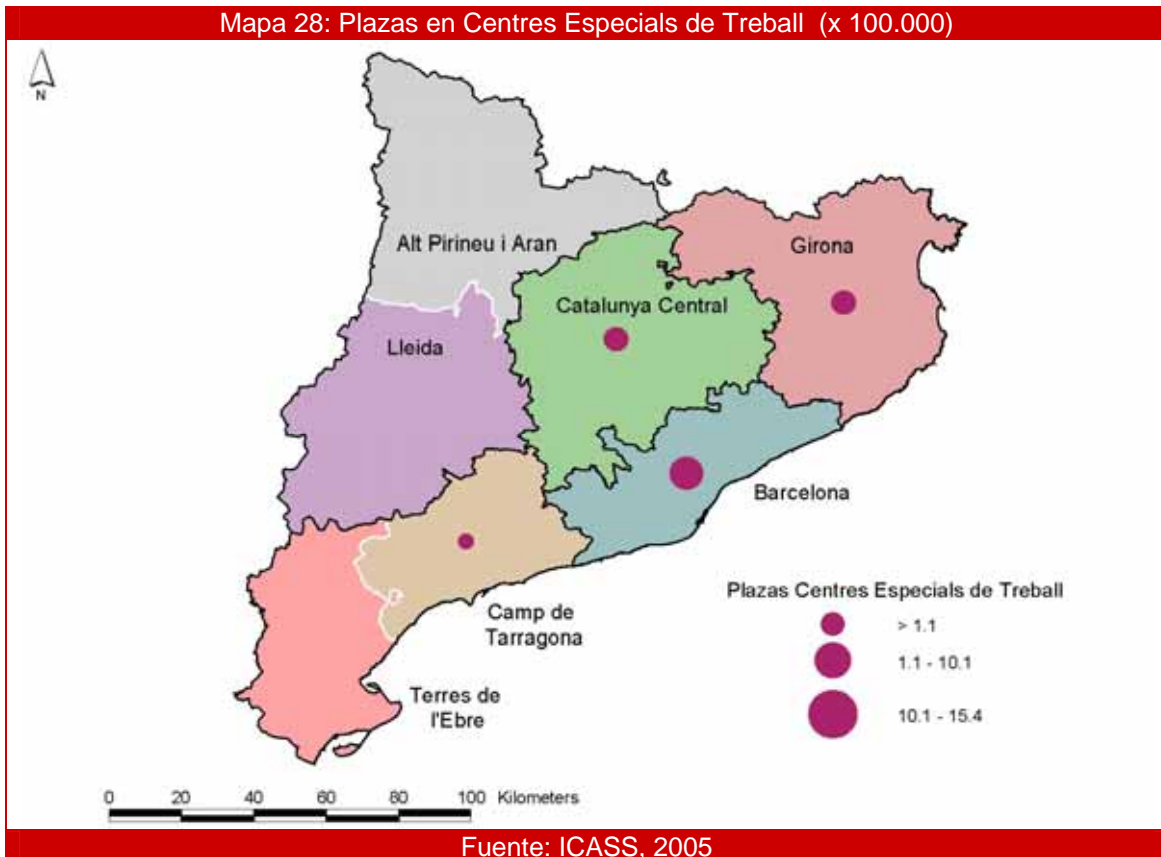 Mapa 28: Plazas en Centres Especials de Treball (x 100.000)
N
Alt Pirineu i Aran
Girona
Catalunya Central
Lleida
Barcelona
Camp de
Tarragona
Terres de
l'Ebre
Plazas Centres Especials de Treball
> 1.1
1.1 - 10.1
10.1 - 15.4
0 20 40 60 80 100 Kilometers
Fuente: ICASS, 2005